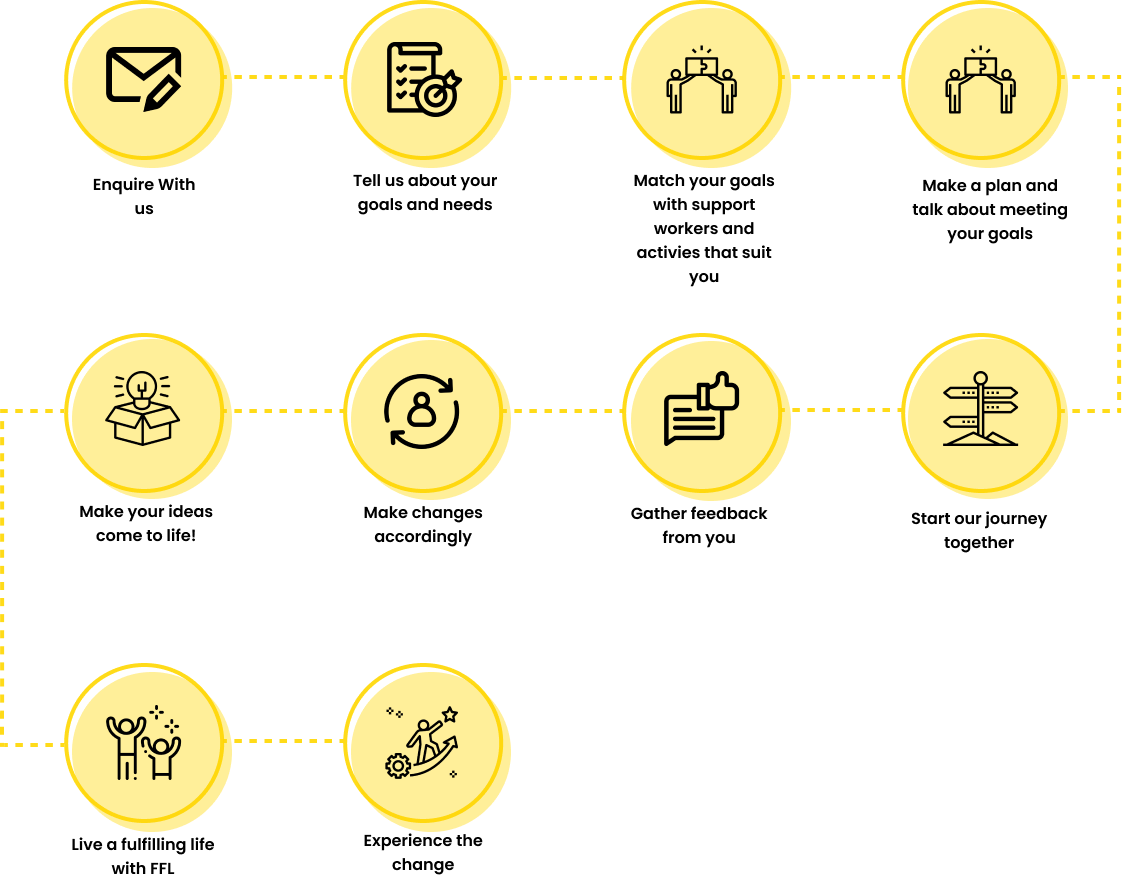 Enquire With
us
Tell us about your
goals and needs
Match your goals
with support
workers and
activies that suit
you
Make a plan and
talk about meeting
your goals
Start our journey
together
Gather feedback
from you
Make changes
accordingly
Make your ideas
come to life!
Live a fulfilling life
with FFL
Experience the
change